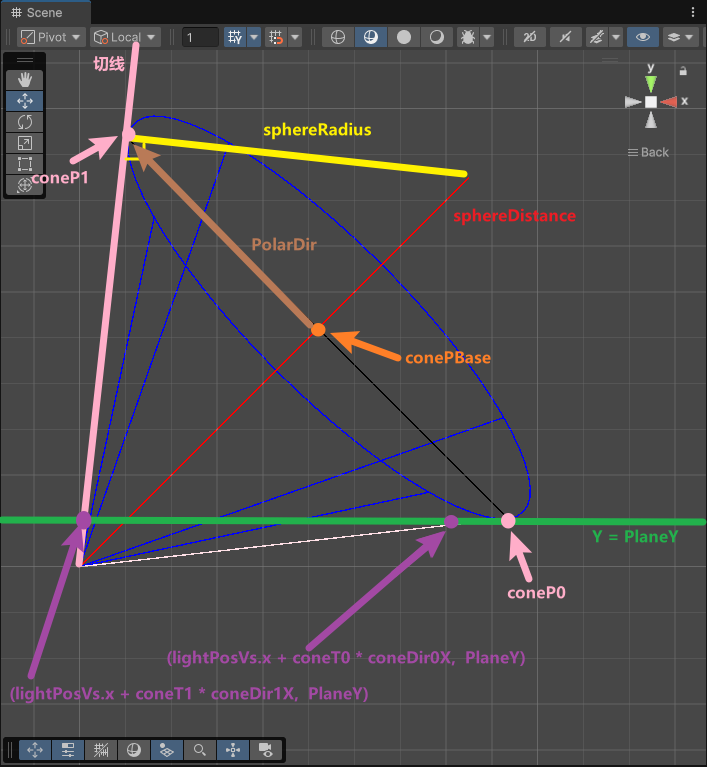 Scene
Pivot
Local
1
2D
切线
y
x
sphereRadius
Back
coneP1
sphereDistance
PolarDir
conePBase
Y = PlaneY
coneP0
(lightPosVs.x + coneT0 * coneDir0X, PlaneY)
(lightPosVs.x + coneT1 * coneDir1X, PlaneY)